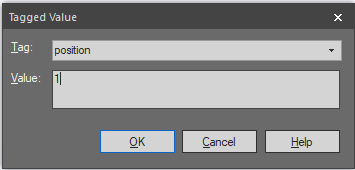 Tagged Value
Tag: position
Value: 1
OK Cancel Help